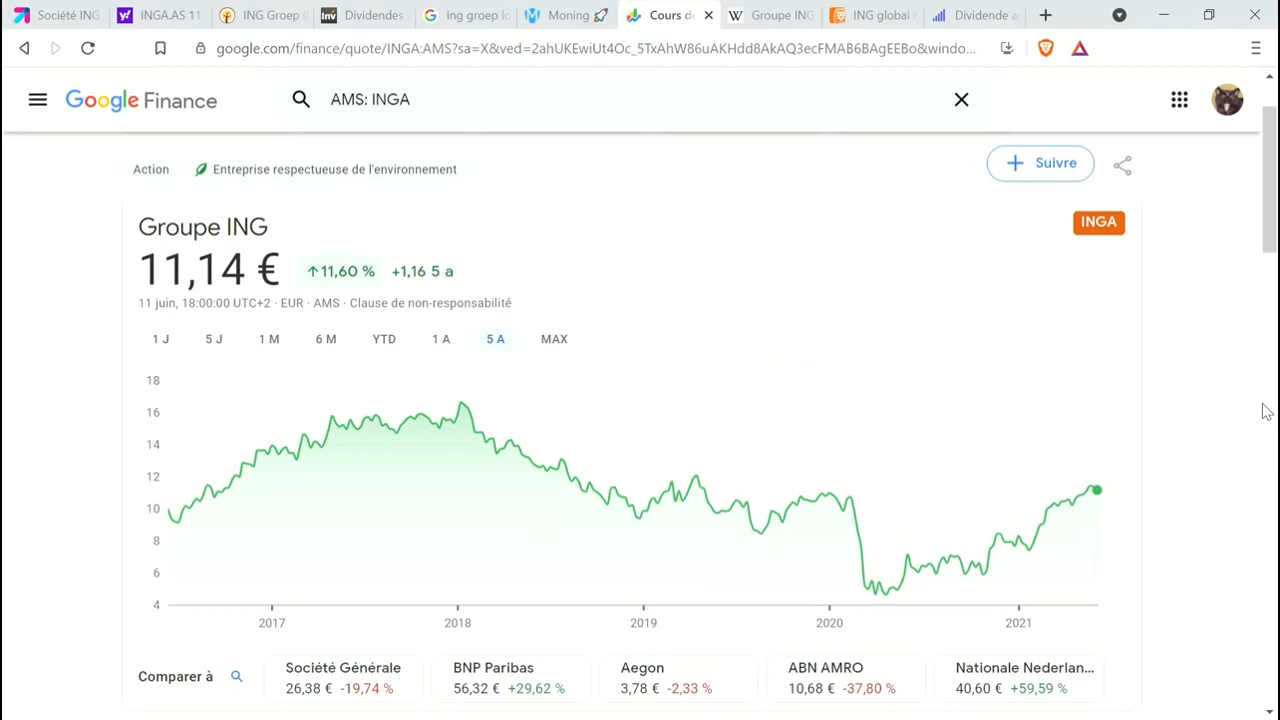 Société ING
INGA.AS 11
ING Groep (
Dividendes
ing groep lo
Moning
Cours d
Groupe ING
ING global
Dividende a
google.com/finance/quote/INGA:AMS?sa=X&ved=2ahUKEwiUt4Oc_5TxAhW86uAKHdd8AkAQ3ecFMAB6BAgEEBo&windo...
Google Finance
AMS: INGA
Action
Entreprise respectueuse de l'environnement
Suivre
Groupe ING
INGA
11,14 €
↑11,60 %
+1,16 5 a
11 juin, 18:00:00 UTC+2 · EUR · AMS · Clause de non-responsabilité
1 J 5 J 1 M 6 M YTD 1 A 5 A MAX
18
16
14
12
10
8
6
4
2017 2018 2019 2020 2021
Comparer à
Société Générale
26,38 € -19,74 %
BNP Paribas
56,32 € +29,62 %
Aegon
3,78 € -2,33 %
ABN AMRO
10,68 € -37,80 %
Nationale Nederlan...
40,60 € +59,59 %